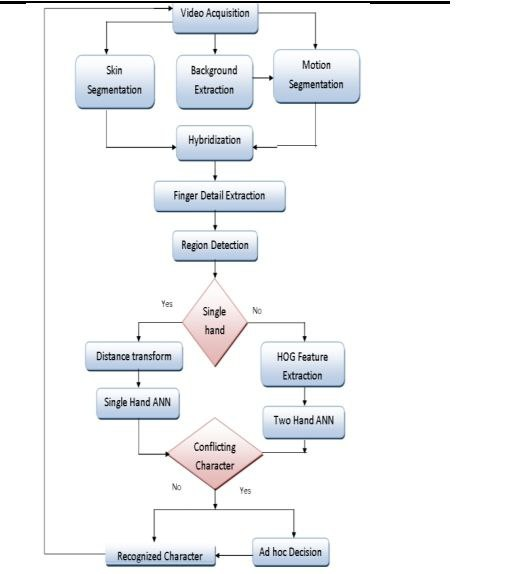 Video Acquisition
Skin
Segmentation
Background
Extraction
Motion
Segmentation
Hybridization
Finger Detail Extraction
Region Detection
Single
hand
Yes
No
Distance transform
HOG Feature
Extraction
Single Hand ANN
Two Hand ANN
Conflicting
Character
No
Yes
Recognized Character
Ad hoc Decision